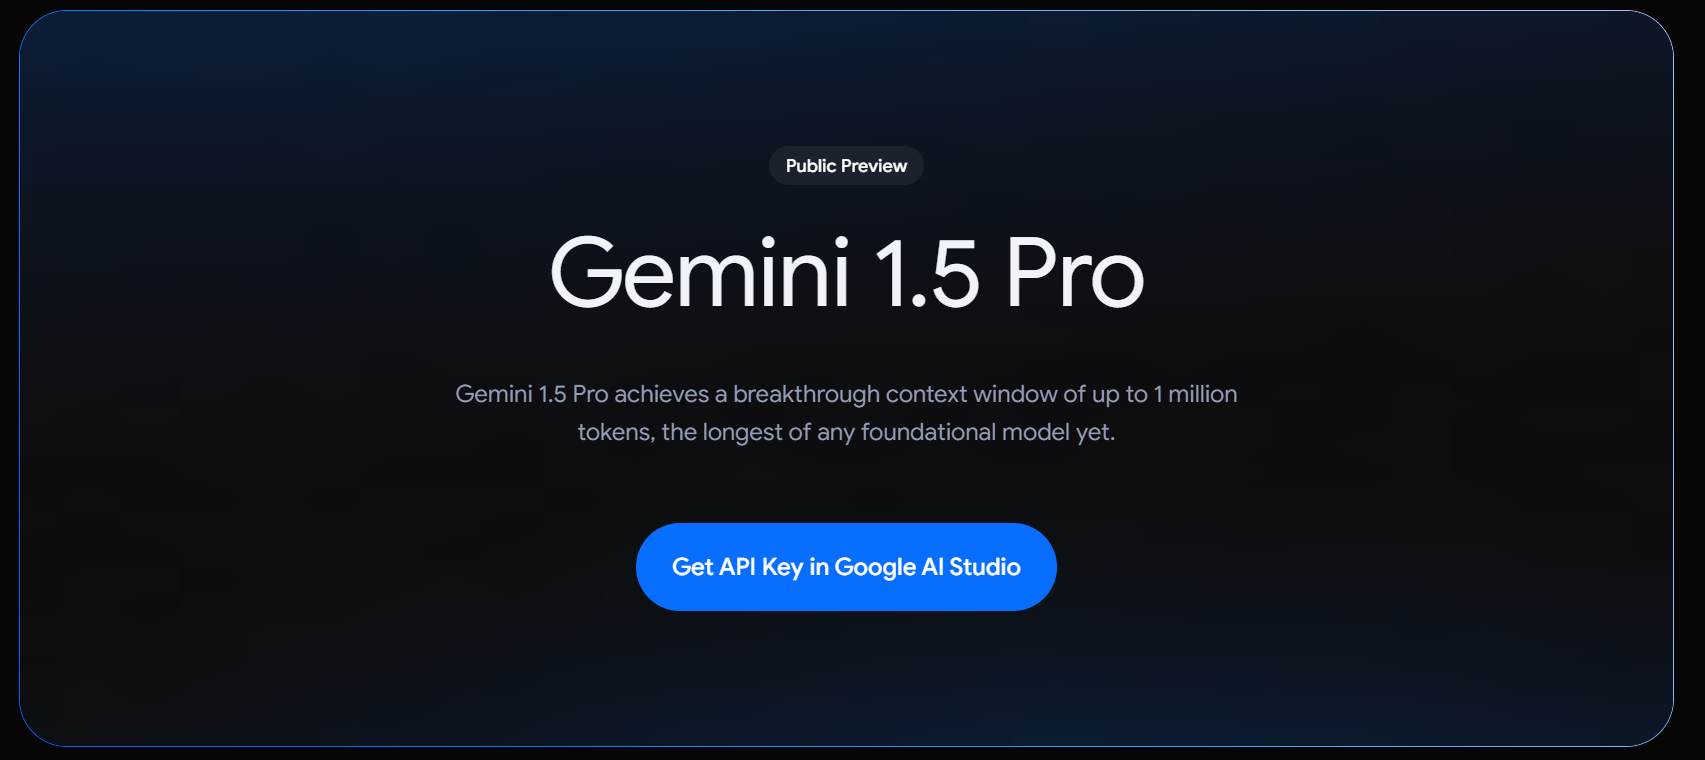 Public Preview
Gemini 1.5 Pro
Gemini 1.5 Pro achieves a breakthrough context window of up to 1 million
tokens, the longest of any foundational model yet.
Get API Key in Google AI Studio